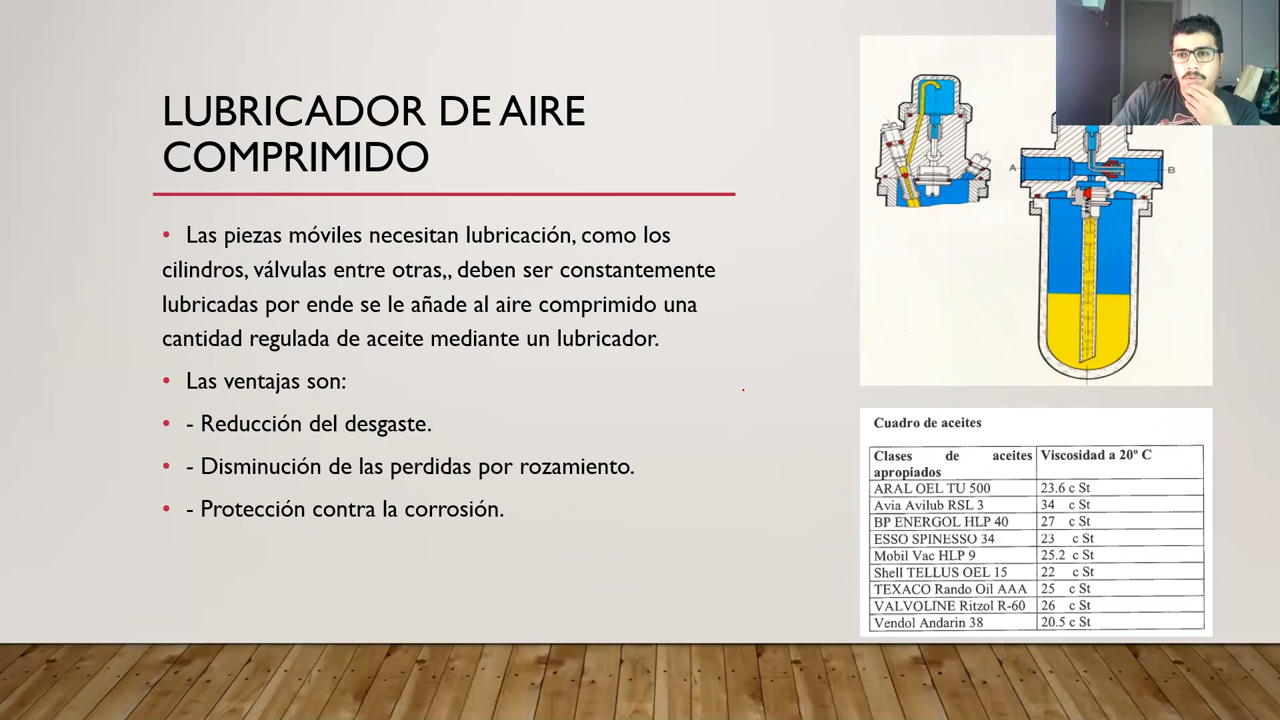 LUBRICADOR DE AIRE
COMPRIMIDO
• Las piezas móviles necesitan lubricación, como los
cilindros, válvulas entre otras,, deben ser constantemente
lubricadas por ende se le añade al aire comprimido una
cantidad regulada de aceite mediante un lubricador.
• Las ventajas son:
• - Reducción del desgaste.
• - Disminución de las perdidas por rozamiento.
• - Protección contra la corrosión.
A
B
Cuadro de aceites
Clases de aceites apropiados Viscosidad a 20º C
ARAL OEL TU 500 23.6 c St
Avia Avilub RSL 3 34 c St
BP ENERGOL HLP 40 27 c St
ESSO SPINESSO 34 23 c St
Mobil Vac HLP 9 25.2 c St
Shell TELLUS OEL 15 22 c St
TEXACO Rando Oil AAA 25 c St
VALVOLINE Ritzol R-60 26 c St
Vendol Andarin 38 20.5 c St